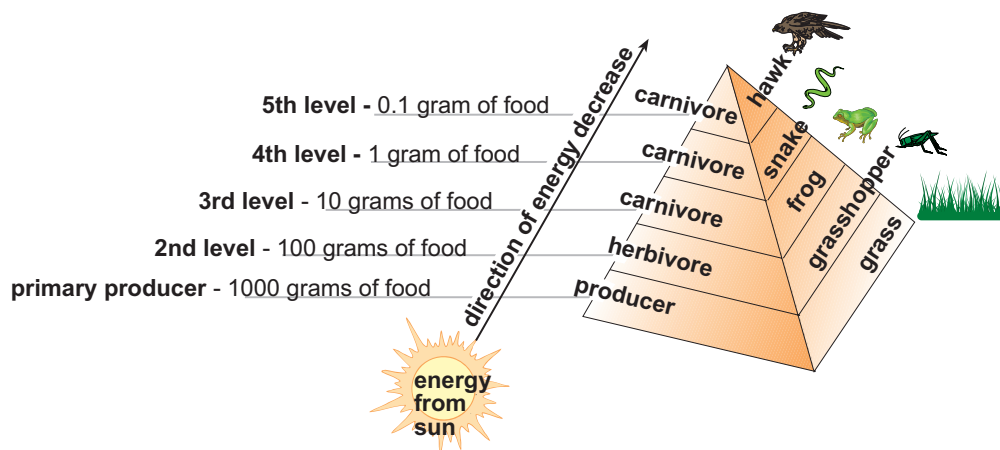 5th level - 0.1 gram of food
4th level - 1 gram of food
3rd level - 10 grams of food
2nd level - 100 grams of food
primary producer - 1000 grams of food
direction of energy decrease
energy
from
sun
carnivore
carnivore
carnivore
herbivore
producer
hawk
snake
frog
grasshopper
grass